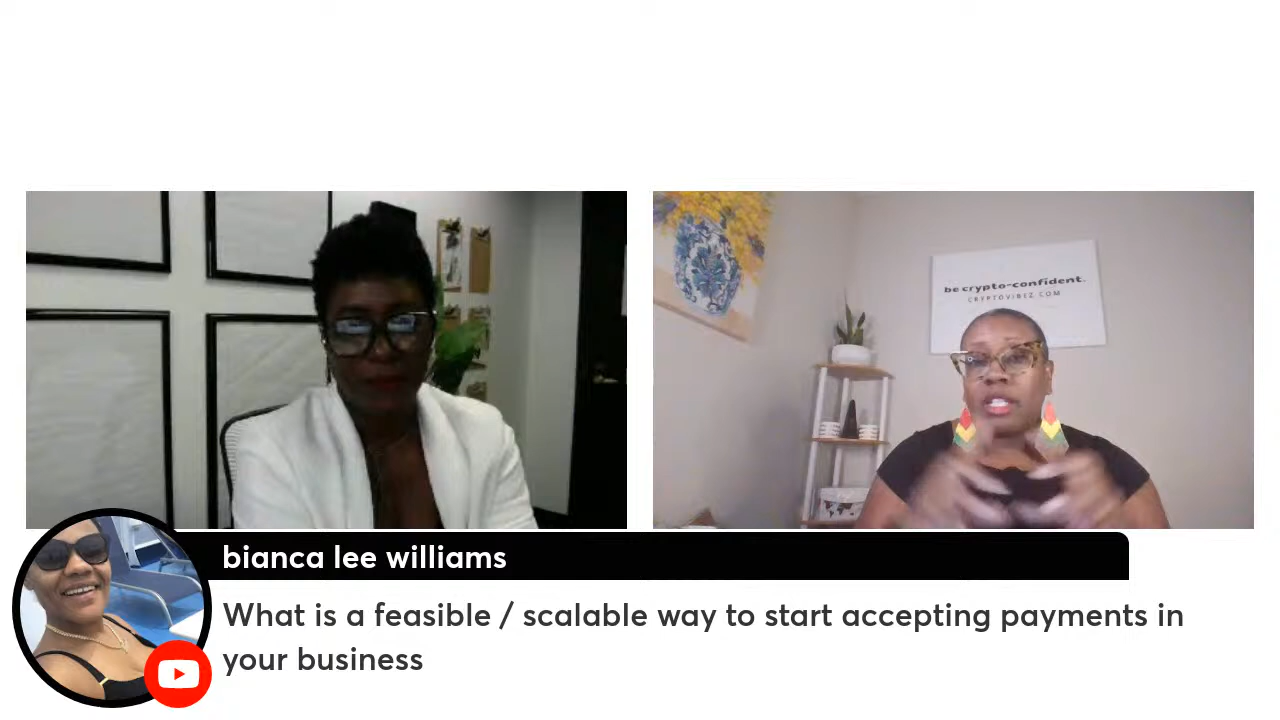 be crypto-confident.
CRYPTOVIBEZ.COM
bianca lee williams
What is a feasible / scalable way to start accepting payments in
your business